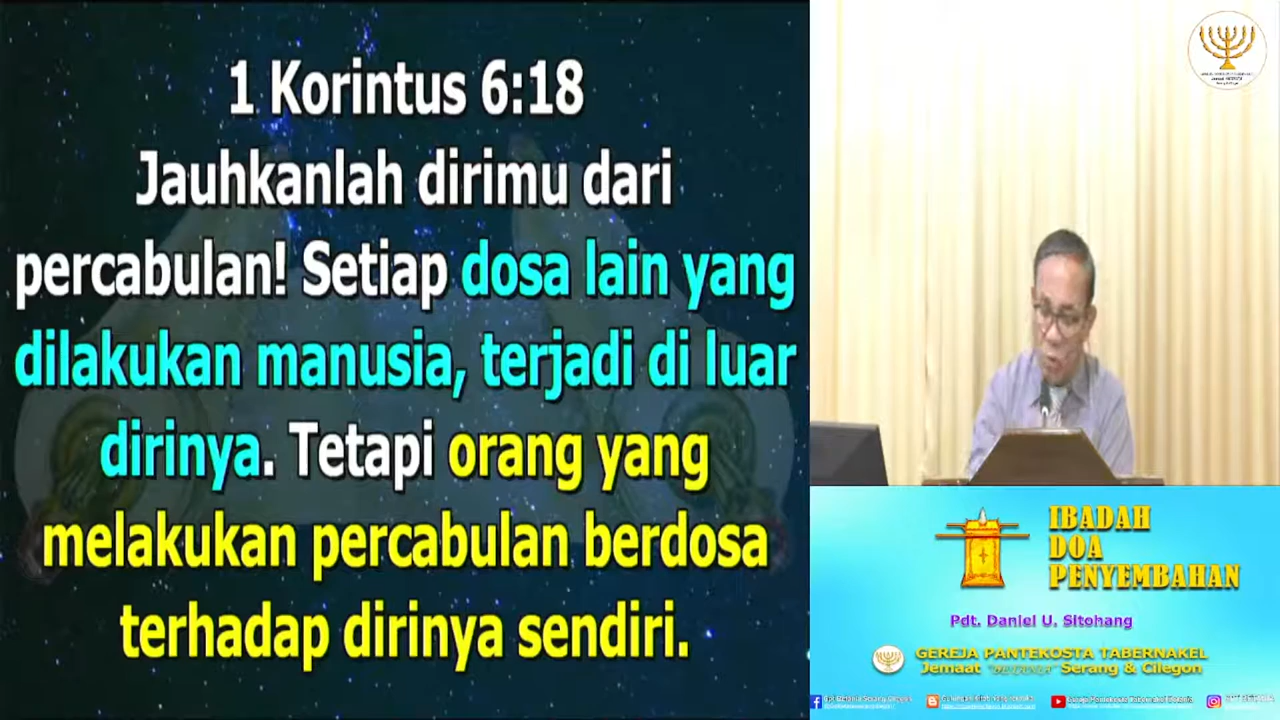 1 Korintus 6:18
Jauhkanlah dirimu dari
percabulan! Setiap dosa lain yang
dilakukan manusia, terjadi di luar
dirinya. Tetapi orang yang
melakukan percabulan berdosa
terhadap dirinya sendiri.
IBADAH
DOA
PENYEMBAHAN
Pdt. Daniel U. Sitohang
GEREJA PANTEKOSTA TABERNAKEL
Jemaat Serang & Cilegon